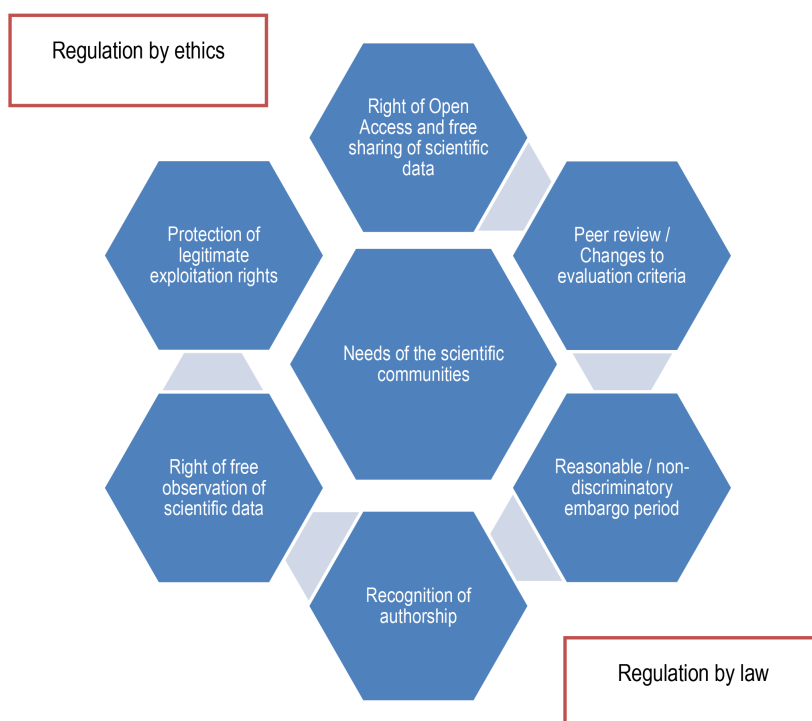 Regulation by ethics
Right of Open
Access and free
sharing of scientific
data
Protection of
legitimate
exploitation rights
Peer review /
Changes to
evaluation criteria
Needs of the scientific
communities
Right of free
observation of
scientific data
Reasonable / non-
discriminatory
embargo period
Recognition of
authorship
Regulation by law